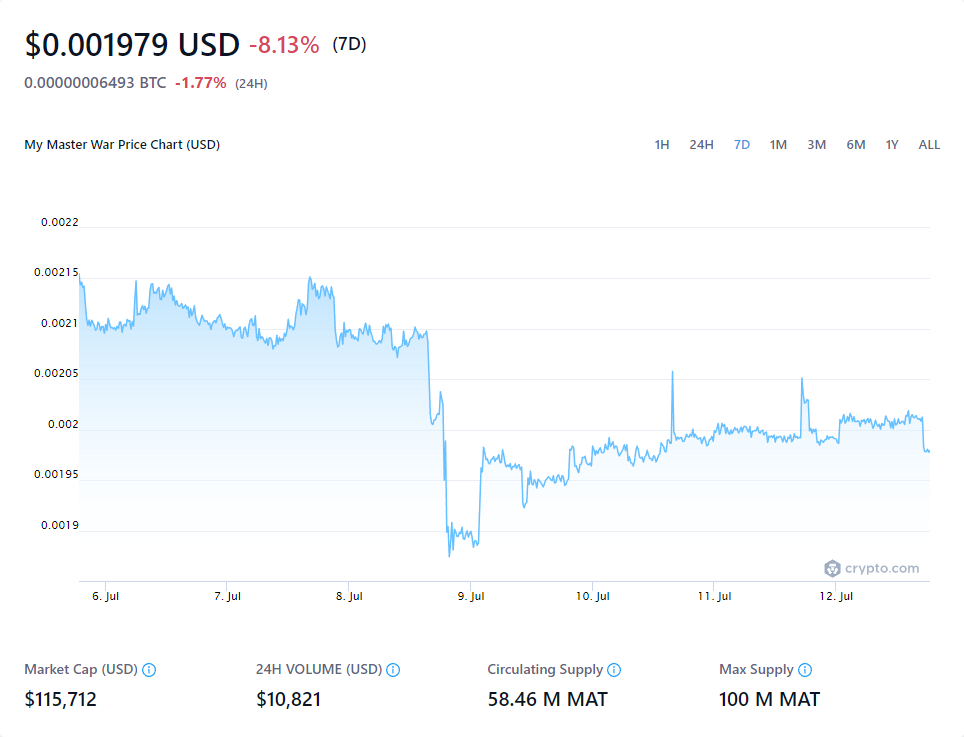 $0.001979 USD -8.13% (7D)
0.00000006493 BTC -1.77% (24H)
My Master War Price Chart (USD) 1H 24H 7D 1M 3M 6M 1Y ALL
0.0022
0.00215
0.0021
0.00205
0.002
0.00195
0.0019
crypto.com
6. Jul 7. Jul 8. Jul 9. Jul 10. Jul 11. Jul 12. Jul
Market Cap (USD) 24H VOLUME (USD) Circulating Supply Max Supply
$115,712 $10,821 58.46 M MAT 100 M MAT